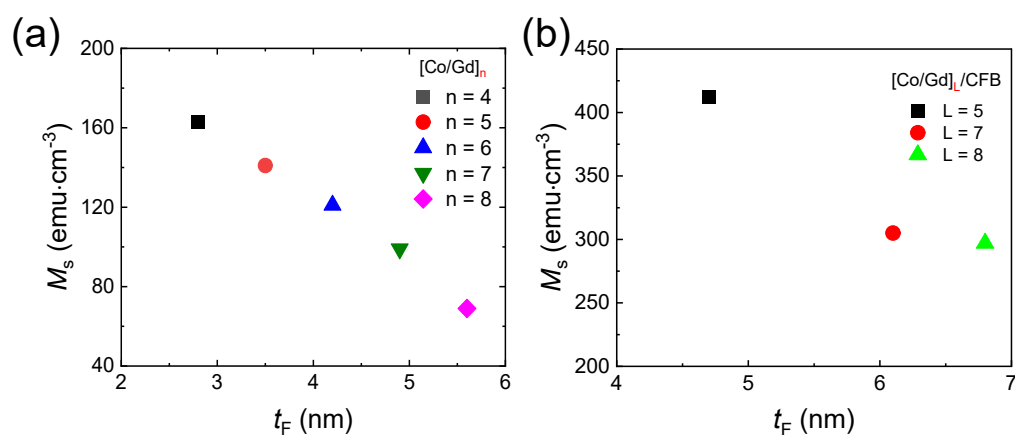 (a)
200
160
120
80
40
Ms (emu·cm-3)
[Co/Gd]n
n = 4
n = 5
n = 6
n = 7
n = 8
2 3 4 5 6
tF (nm)
(b)
450
400
350
300
250
200
Ms (emu·cm-3)
[Co/Gd]L/CFB
L = 5
L = 7
L = 8
4 5 6 7
tF (nm)